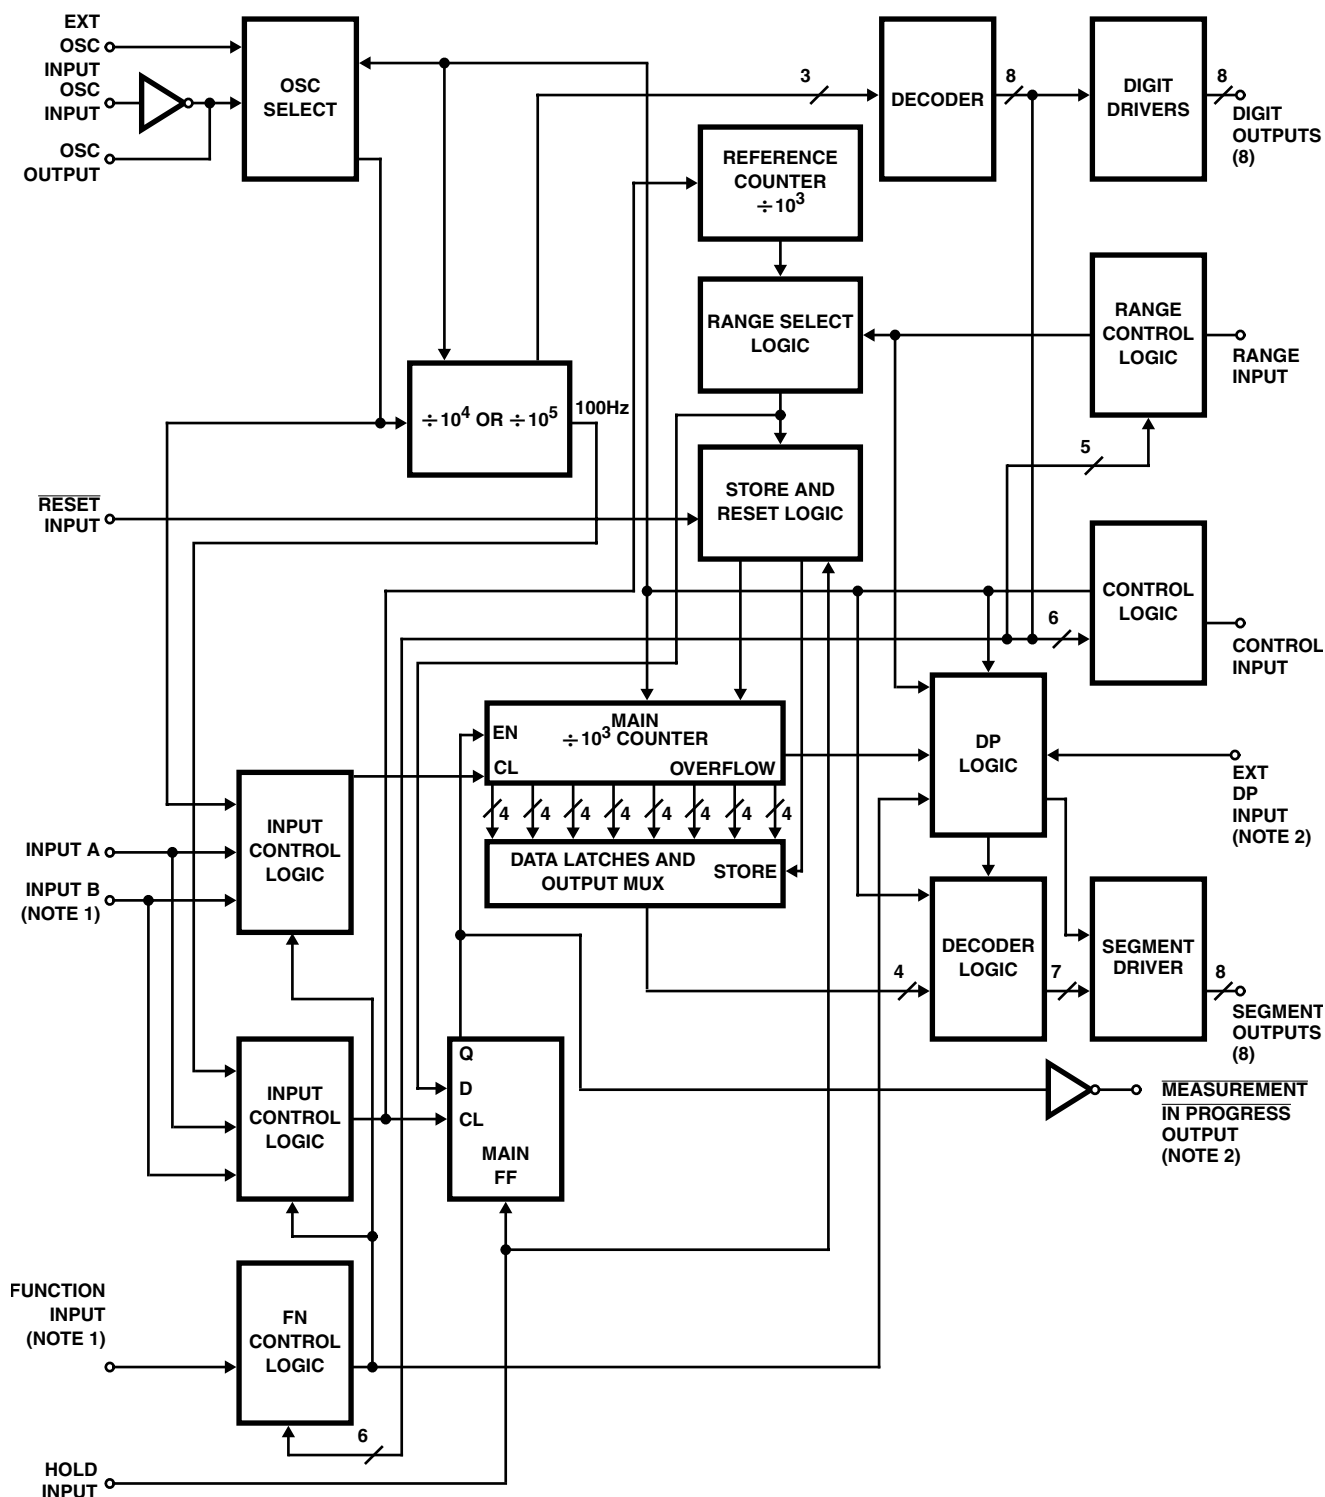 EXT
OSC
INPUT
OSC
INPUT
OSC
OUTPUT
OSC
SELECT
3
DECODER
8
DIGIT
DRIVERS
8
DIGIT
OUTPUTS
(8)
REFERENCE
COUNTER
÷10³
RANGE SELECT
LOGIC
RANGE
CONTROL
LOGIC
RANGE
INPUT
÷10⁴ OR ÷10⁵
100Hz
5
RESET
INPUT
STORE AND
RESET LOGIC
CONTROL
LOGIC
6
CONTROL
INPUT
EN
MAIN
÷10³ COUNTER
CL
OVERFLOW
4 4 4 4 4 4 4 4
DATA LATCHES AND
OUTPUT MUX
STORE
DP
LOGIC
EXT
DP
INPUT
(NOTE 2)
INPUT A
INPUT B
(NOTE 1)
INPUT
CONTROL
LOGIC
4
DECODER
LOGIC
7
SEGMENT
DRIVER
8
SEGMENT
OUTPUTS
(8)
INPUT
CONTROL
LOGIC
Q
D
CL
MAIN
FF
MEASUREMENT
IN PROGRESS
OUTPUT
(NOTE 2)
FUNCTION
INPUT
(NOTE 1)
FN
CONTROL
LOGIC
6
HOLD
INPUT